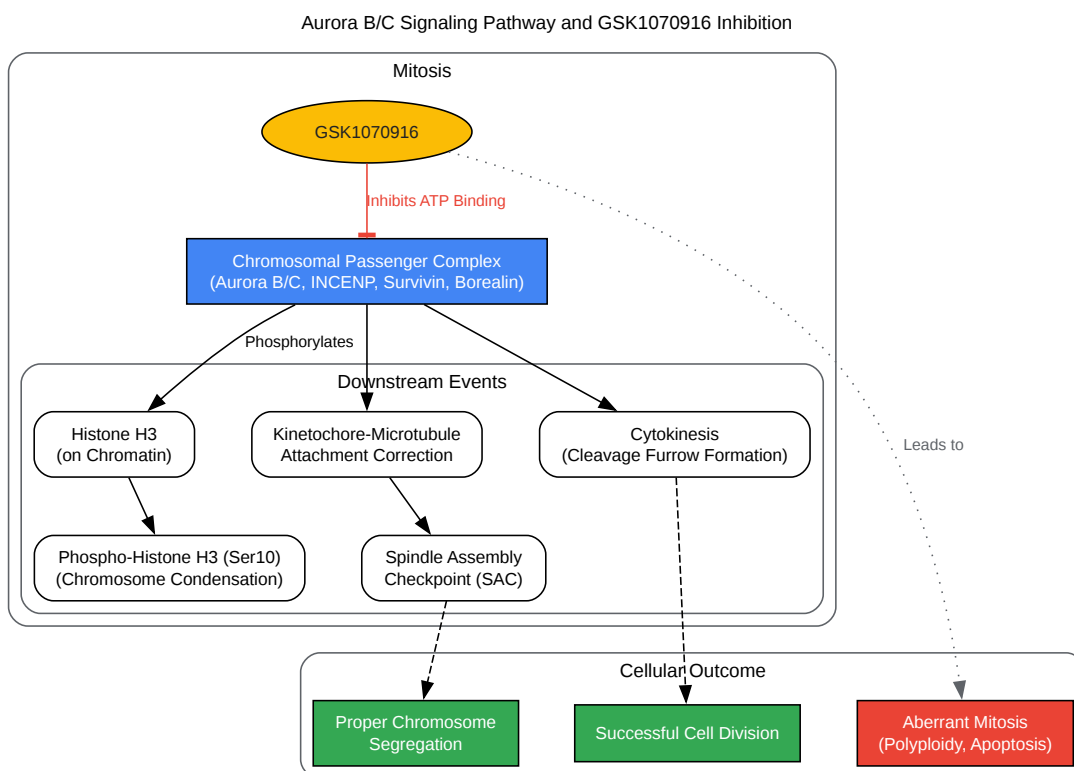 Aurora B/C Signaling Pathway and GSK1070916 Inhibition
Mitosis
GSK1070916
Inhibits ATP Binding
Chromosomal Passenger Complex
(Aurora B/C, INCENP, Survivin, Borealin)
Phosphorylates
Downstream Events
Histone H3
(on Chromatin)
Kinetochore-Microtubule
Attachment Correction
Cytokinesis
(Cleavage Furrow Formation)
Leads to
Phospho-Histone H3 (Ser10)
(Chromosome Condensation)
Spindle Assembly
Checkpoint (SAC)
Cellular Outcome
Proper Chromosome
Segregation
Successful Cell Division
Aberrant Mitosis
(Polyploidy, Apoptosis)